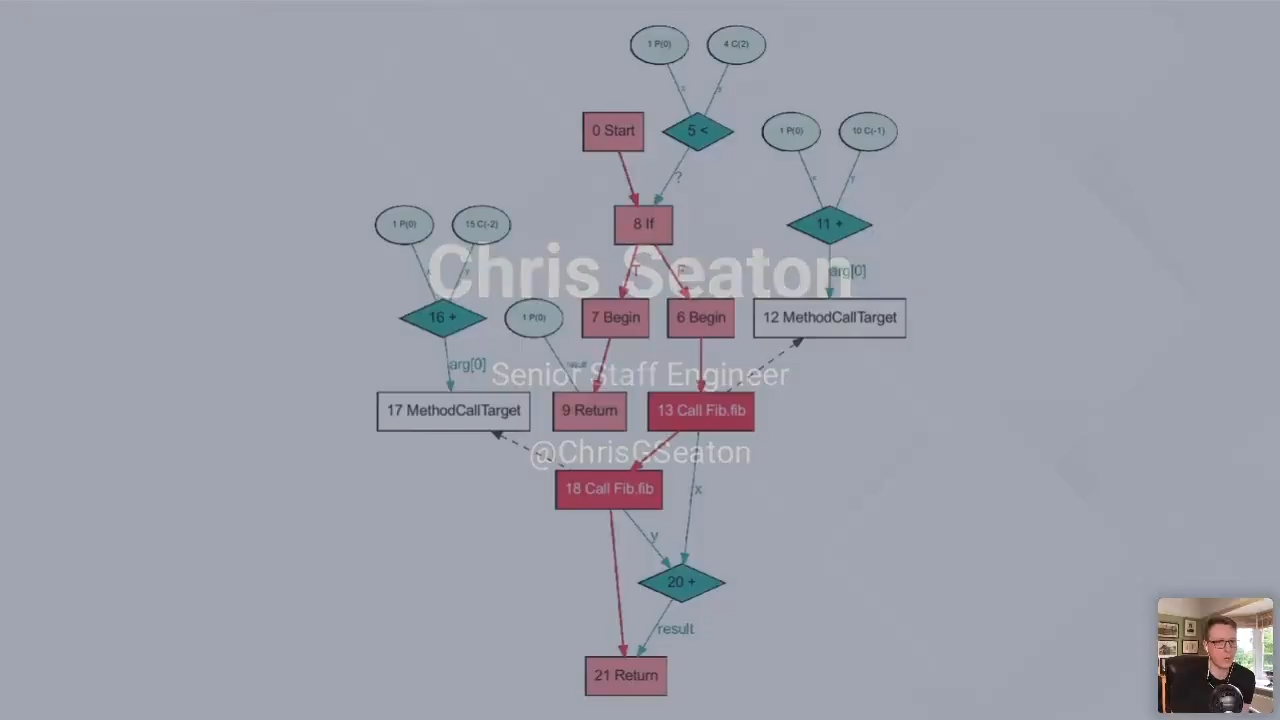 1 P(0)
4 C(2)
x
y
0 Start
5 <
1 P(0)
10 C(-1)
?
x
y
1 P(0)
15 C(-2)
8 If
11 +
Chris Seaton
T
F
arg[0]
16 +
1 P(0)
7 Begin
6 Begin
12 MethodCallTarget
arg[0]
result
Senior Staff Engineer
17 MethodCallTarget
9 Return
13 Call Fib.fib
@ChrisGSeaton
18 Call Fib.fib
x
y
20 +
result
21 Return